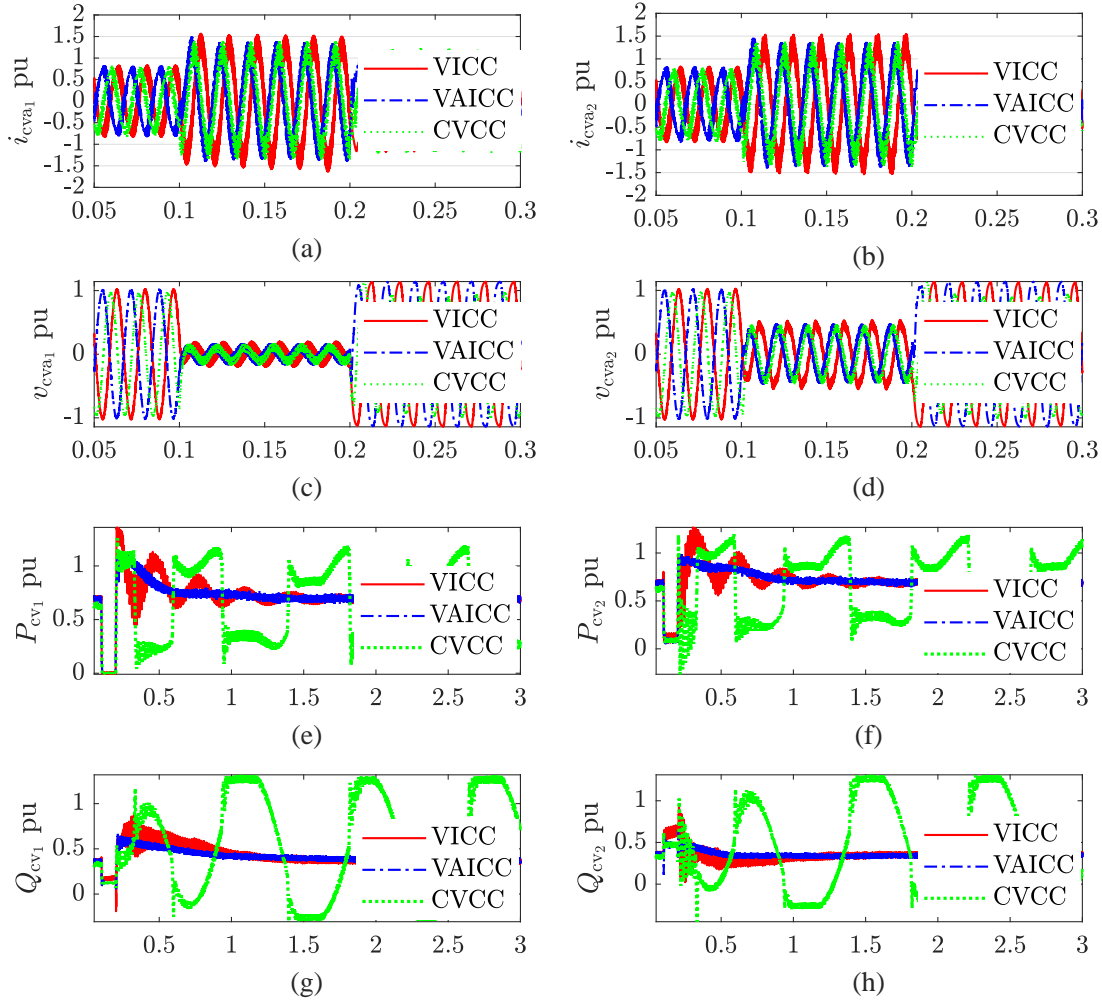 2
1.5
1
0.5
0
-0.5
-1
-1.5
-2
i_cva1 pu
VICC
VAICC
CVCC
0.05 0.1 0.15 0.2 0.25 0.3
(a)
2
1.5
1
0.5
0
-0.5
-1
-1.5
-2
i_cva2 pu
VICC
VAICC
CVCC
0.05 0.1 0.15 0.2 0.25 0.3
(b)
1
0
-1
v_cva1 pu
VICC
VAICC
CVCC
0.05 0.1 0.15 0.2 0.25 0.3
(c)
1
0
-1
v_cva2 pu
VICC
VAICC
CVCC
0.05 0.1 0.15 0.2 0.25 0.3
(d)
1
0.5
0
P_cv1 pu
VICC
VAICC
CVCC
0.5 1 1.5 2 2.5 3
(e)
1
0.5
0
P_cv2 pu
VICC
VAICC
CVCC
0.5 1 1.5 2 2.5 3
(f)
1
0.5
0
Q_cv1 pu
VICC
VAICC
CVCC
0.5 1 1.5 2 2.5 3
(g)
1
0.5
0
Q_cv2 pu
VICC
VAICC
CVCC
0.5 1 1.5 2 2.5 3
(h)